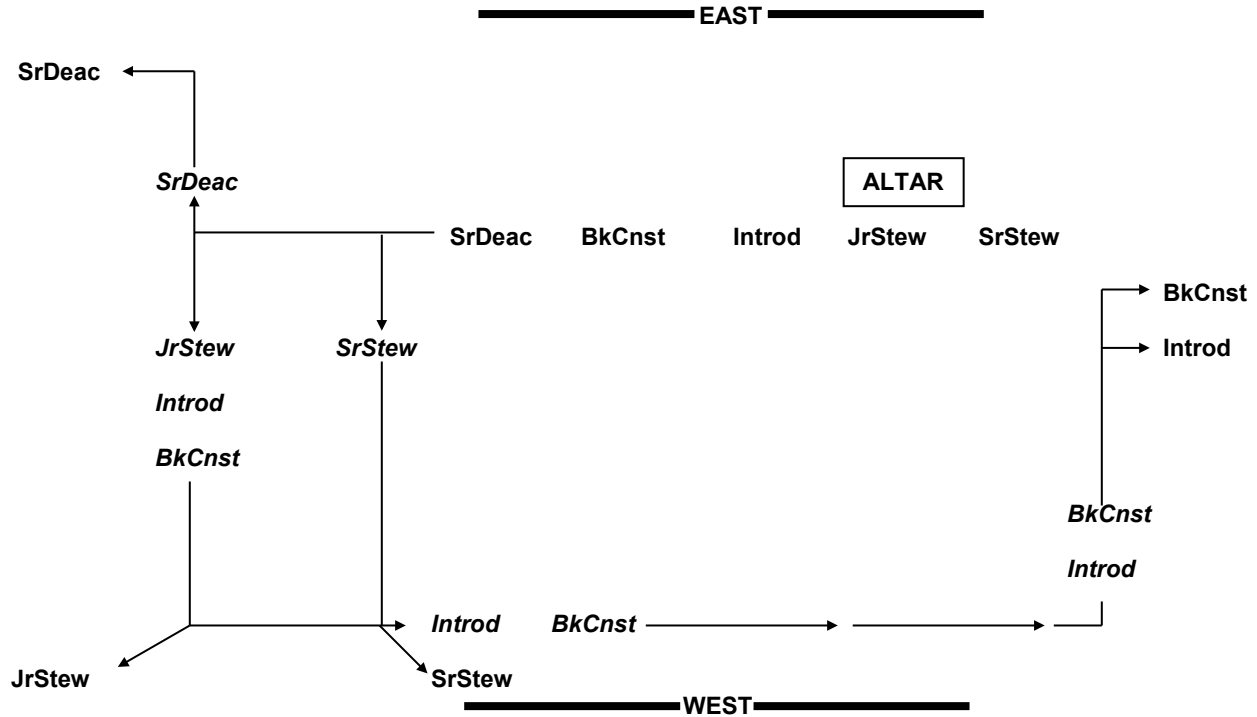 EAST
SrDeac
SrDeac
ALTAR
SrDeac BkCnst Introd JrStew SrStew
BkCnst
JrStew SrStew Introd
Introd
BkCnst
BkCnst
Introd
Introd BkCnst
JrStew SrStew
WEST